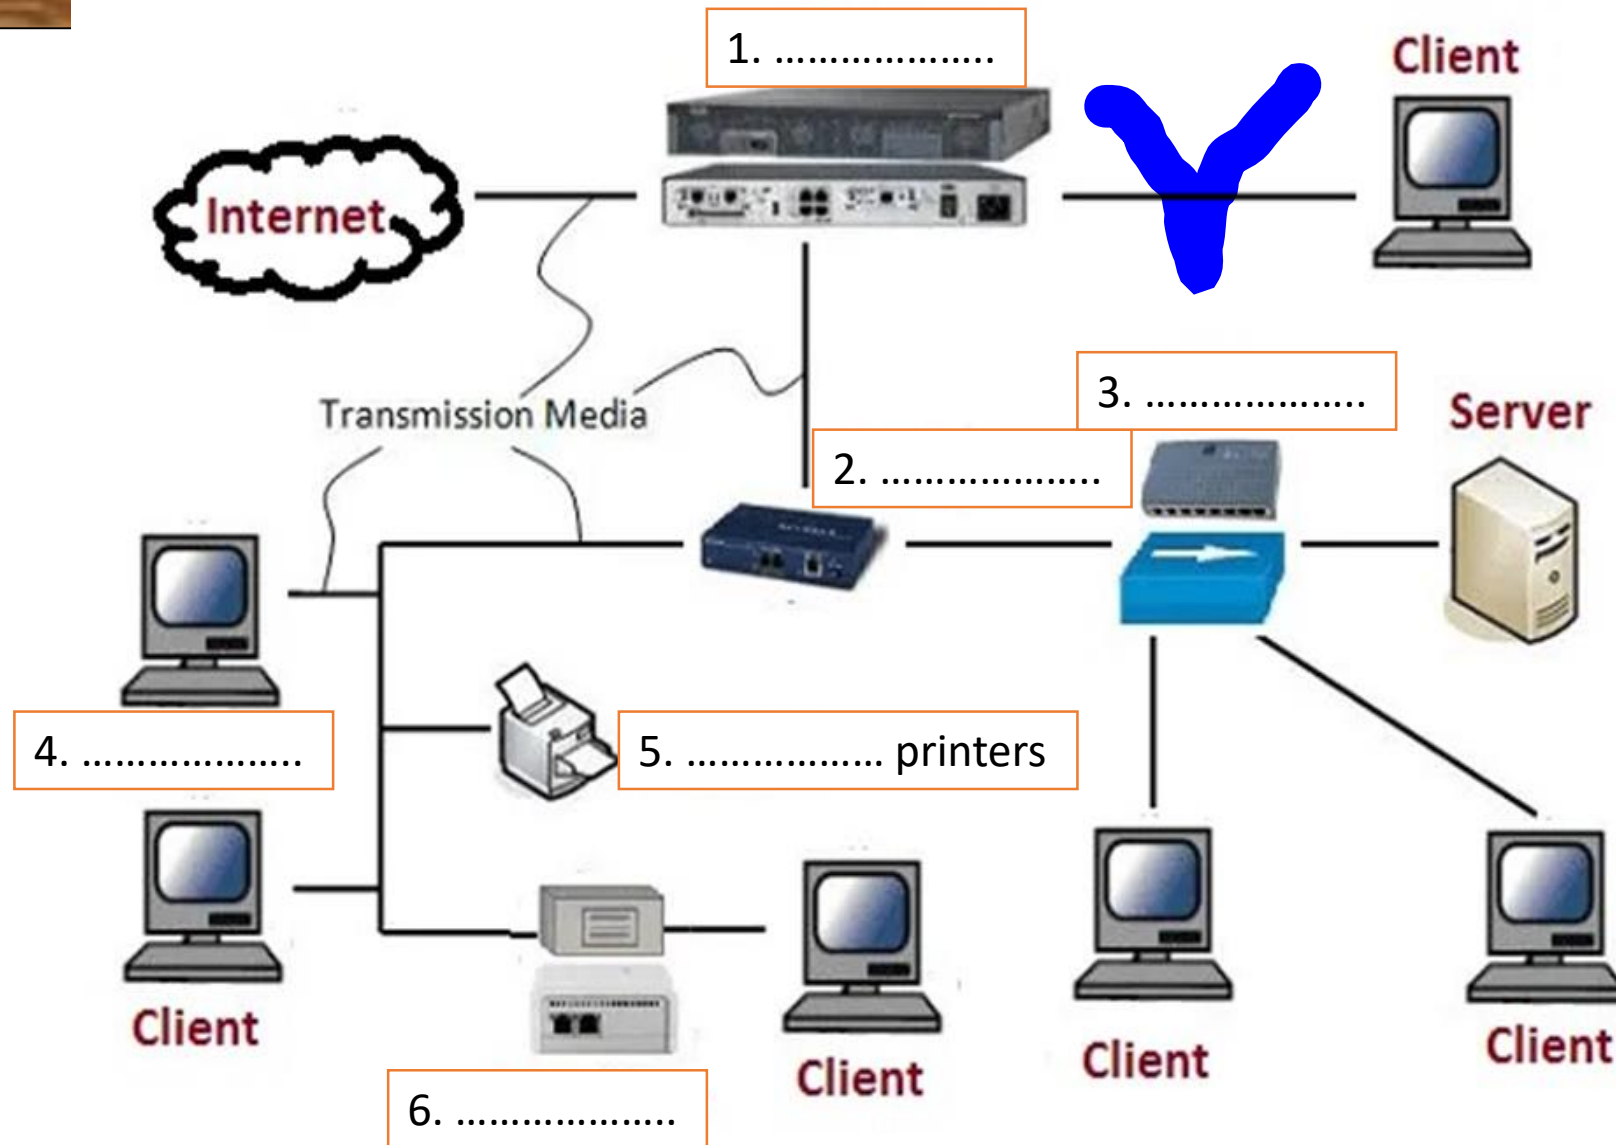 1. ………………..
Client
Internet
3. ………………..
Transmission Media
Server
2. ………………..
4. ………………..
5. ……………… printers
Client
Client
Client
Client
6. ………………..